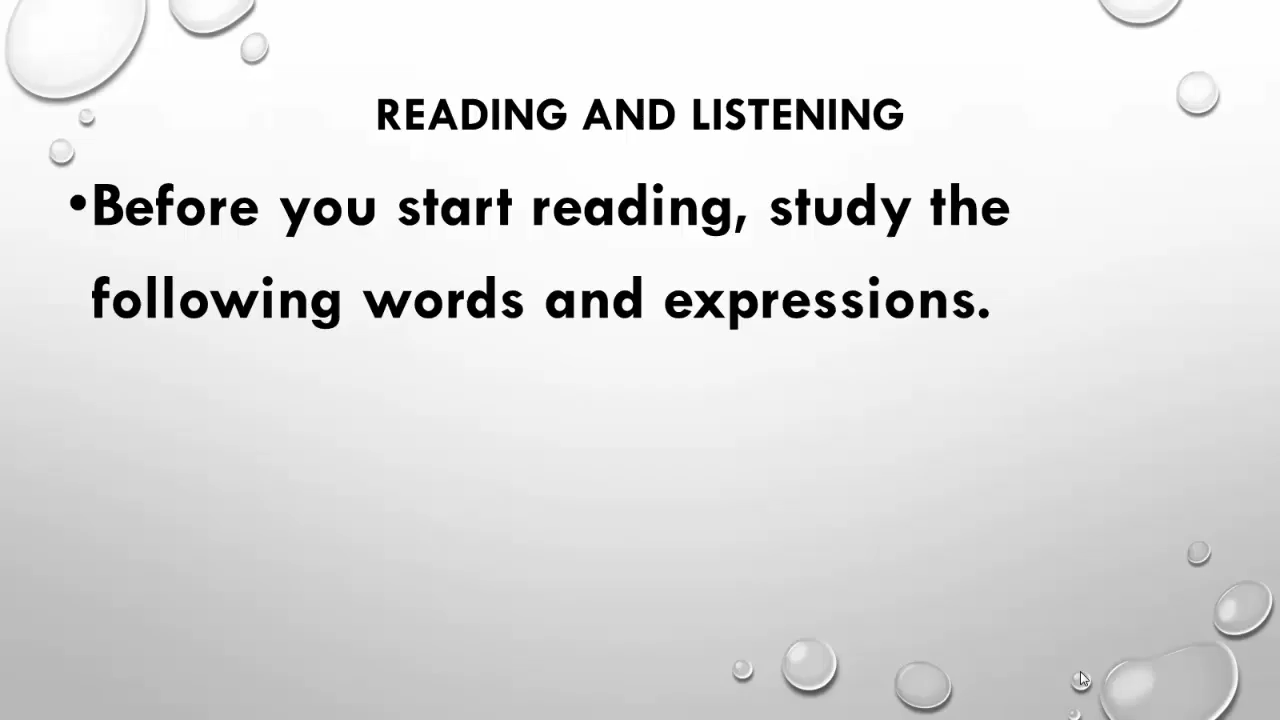 READING AND LISTENING
•Before you start reading, study the
following words and expressions.